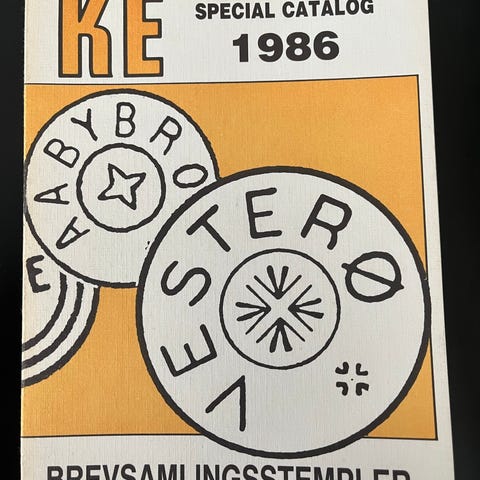 KE
SPECIAL CATALOG
1986
AABYBRO
VESTERØ
E
BREVSAMLINGSSTEMPLER